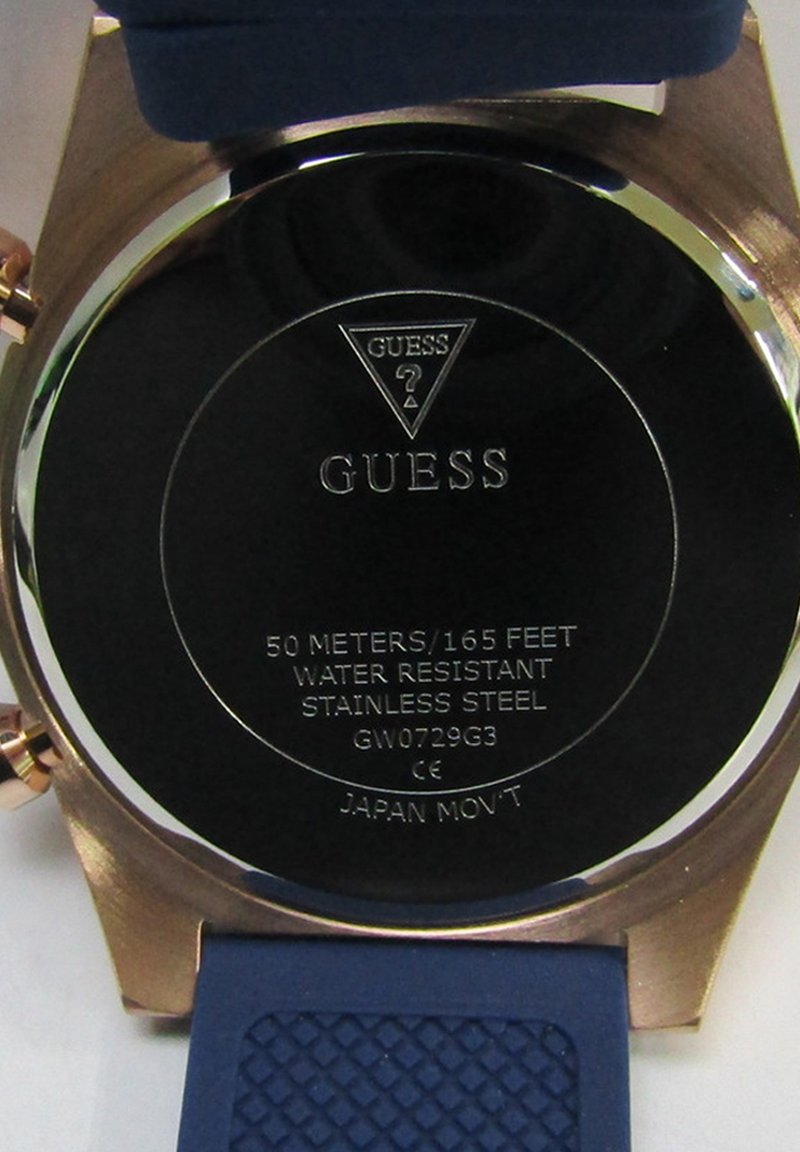 GUESS
?
GUESS
50 METERS/165 FEET
WATER RESISTANT
STAINLESS STEEL
GW0729G3
CE
JAPAN MOV'T